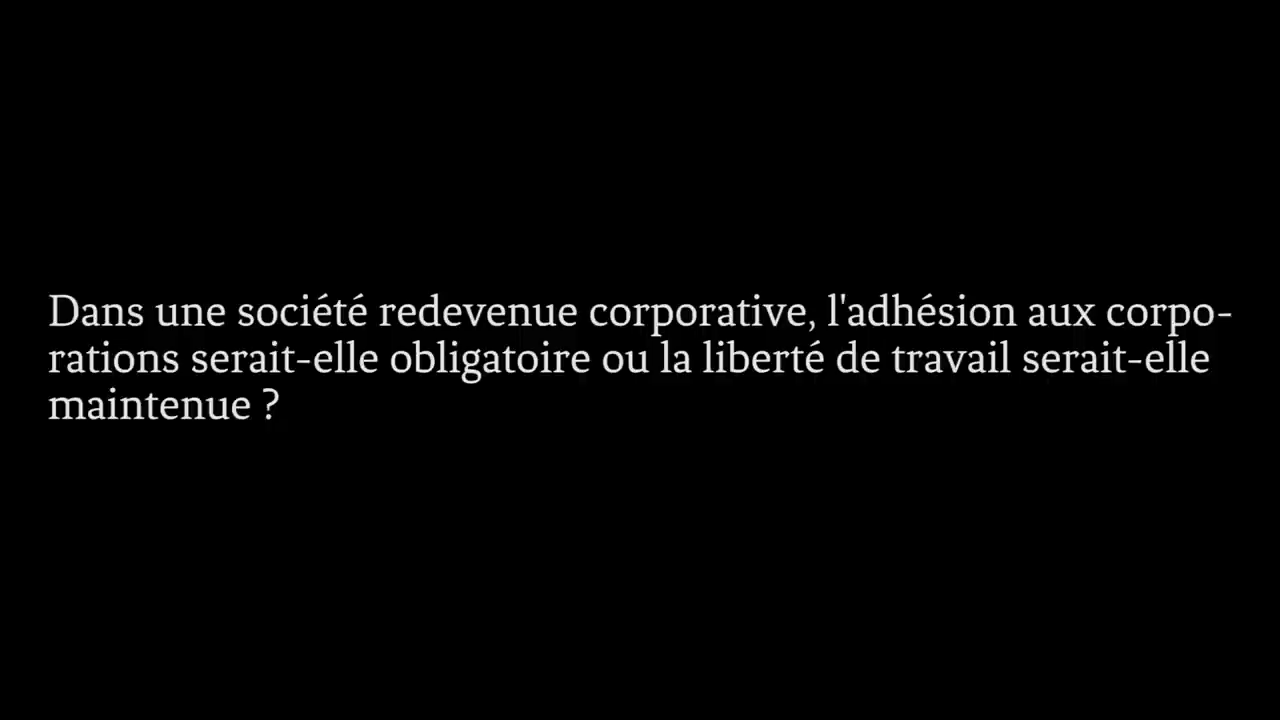 Dans une société redevenue corporative, l'adhésion aux corpo-
rations serait-elle obligatoire ou la liberté de travail serait-elle
maintenue ?